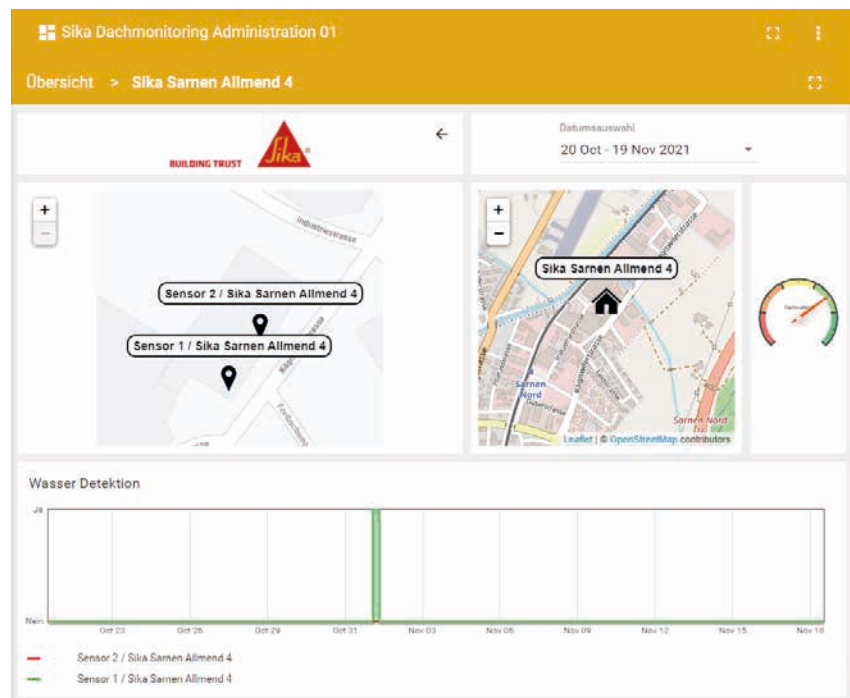 Sika Dachmonitoring Administration 01
Übersicht > Sika Sarnen Allmend 4
BUILDING TRUST
Sika®
Datumsauswahl
20 Oct - 19 Nov 2021
+
−
Industriestrasse
Sensor 2 / Sika Sarnen Allmend 4
Sensor 1 / Sika Sarnen Allmend 4
+
−
Sika Sarnen Allmend 4
Sarnen
Nord
Sarnen Nord
Leaflet | © OpenStreetMap contributors
Wasser Detektion
Ja
Nein
Oct 23
Oct 26
Oct 29
Oct 31
Nov 03
Nov 06
Nov 09
Nov 12
Nov 15
Nov 18
Sensor 2 / Sika Sarnen Allmend 4
Sensor 1 / Sika Sarnen Allmend 4